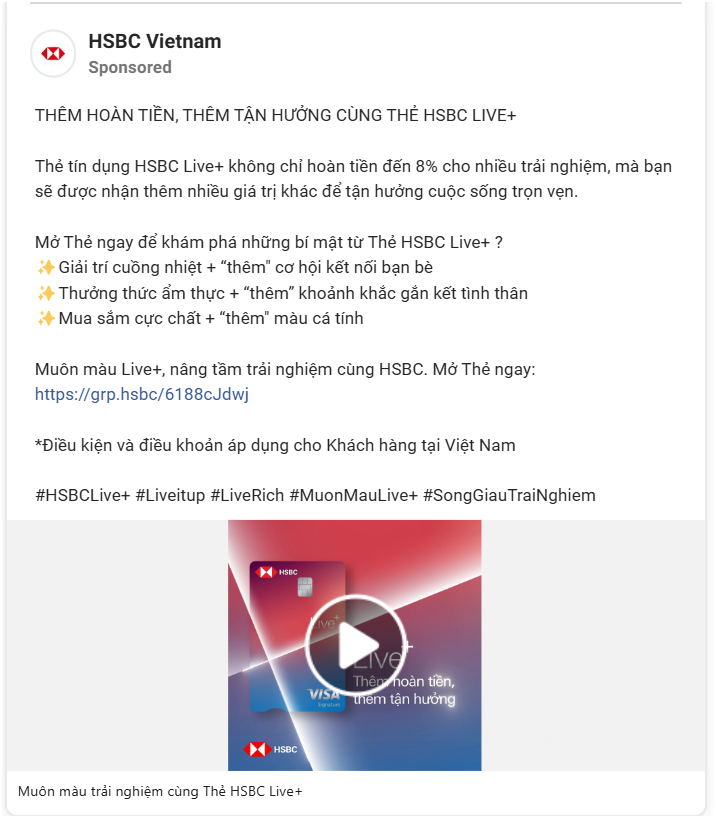 HSBC Vietnam
Sponsored
THÊM HOÀN TIỀN, THÊM TẬN HƯỞNG CÙNG THẺ HSBC LIVE+
Thẻ tín dụng HSBC Live+ không chỉ hoàn tiền đến 8% cho nhiều trải nghiệm, mà bạn
sẽ được nhận thêm nhiều giá trị khác để tận hưởng cuộc sống trọn vẹn.
Mở Thẻ ngay để khám phá những bí mật từ Thẻ HSBC Live+ ?
✨Giải trí cuồng nhiệt + “thêm" cơ hội kết nối bạn bè
✨Thưởng thức ẩm thực + “thêm” khoảnh khắc gắn kết tình thân
✨Mua sắm cực chất + “thêm" màu cá tính
Muôn màu Live+, nâng tầm trải nghiệm cùng HSBC. Mở Thẻ ngay:
https://grp.hsbc/6188cJdwj
*Điều kiện và điều khoản áp dụng cho Khách hàng tại Việt Nam
#HSBCLive+ #Liveitup #LiveRich #MuonMauLive+ #SongGiauTraiNghiem
HSBC
Live+
VISA
Signature
Live+
Thêm hoàn tiền,
thêm tận hưởng
HSBC
Muôn màu trải nghiệm cùng Thẻ HSBC Live+